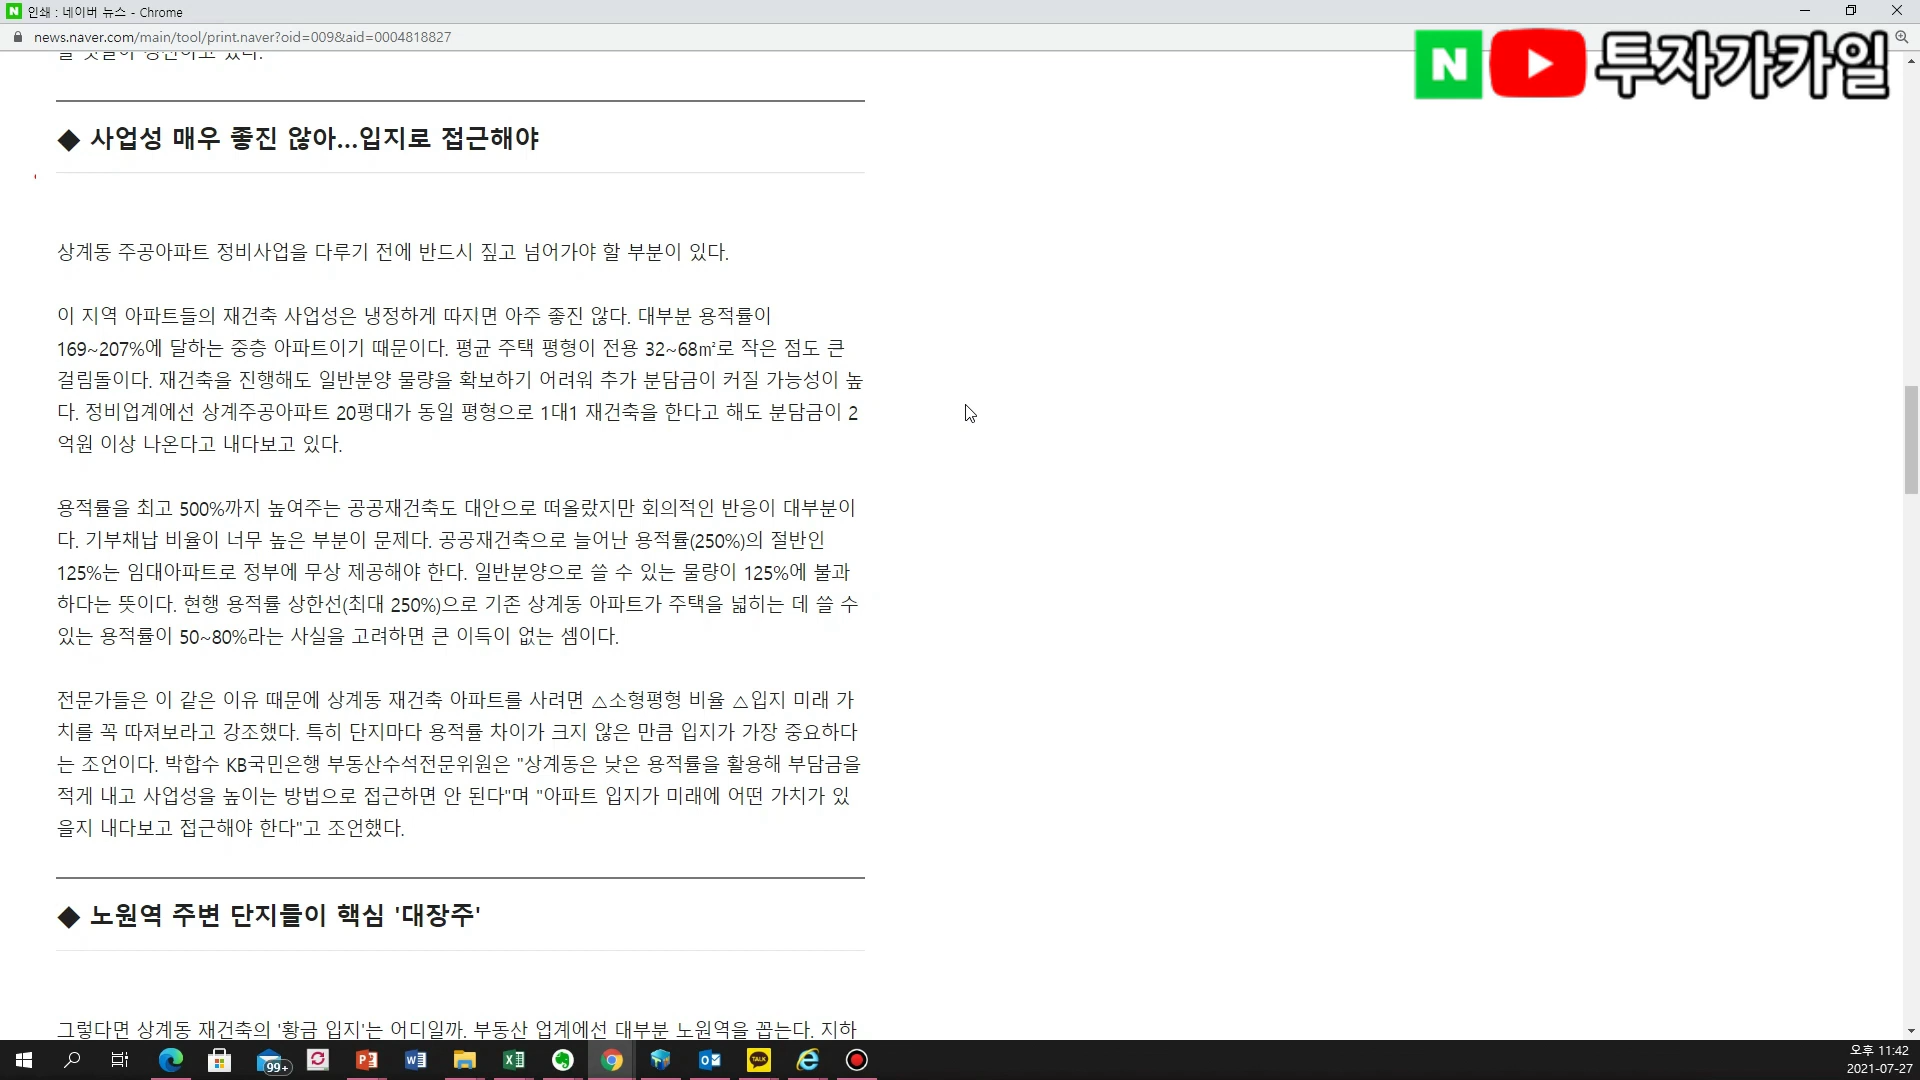 인쇄 : 네이버 뉴스 - Chrome
news.naver.com/main/tool/print.naver?oid=009&aid=0004818827
N 투자가카일
◆ 사업성 매우 좋진 않아…입지로 접근해야
상계동 주공아파트 정비사업을 다루기 전에 반드시 짚고 넘어가야 할 부분이 있다.
이 지역 아파트들의 재건축 사업성은 냉정하게 따지면 아주 좋진 않다. 대부분 용적률이
169~207%에 달하는 중층 아파트이기 때문이다. 평균 주택 평형이 전용 32~68㎡로 작은 점도 큰
걸림돌이다. 재건축을 진행해도 일반분양 물량을 확보하기 어려워 추가 분담금이 커질 가능성이 높
다. 정비업계에선 상계주공아파트 20평대가 동일 평형으로 1대1 재건축을 한다고 해도 분담금이 2
억원 이상 나온다고 내다보고 있다.
용적률을 최고 500%까지 높여주는 공공재건축도 대안으로 떠올랐지만 회의적인 반응이 대부분이
다. 기부채납 비율이 너무 높은 부분이 문제다. 공공재건축으로 늘어난 용적률(250%)의 절반인
125%는 임대아파트로 정부에 무상 제공해야 한다. 일반분양으로 쓸 수 있는 물량이 125%에 불과
하다는 뜻이다. 현행 용적률 상한선(최대 250%)으로 기존 상계동 아파트가 주택을 넓히는 데 쓸 수
있는 용적률이 50~80%라는 사실을 고려하면 큰 이득이 없는 셈이다.
전문가들은 이 같은 이유 때문에 상계동 재건축 아파트를 사려면 △소형평형 비율 △입지 미래 가
치를 꼭 따져보라고 강조했다. 특히 단지마다 용적률 차이가 크지 않은 만큼 입지가 가장 중요하다
는 조언이다. 박합수 KB국민은행 부동산수석전문위원은 "상계동은 낮은 용적률을 활용해 부담금을
적게 내고 사업성을 높이는 방법으로 접근하면 안 된다"며 "아파트 입지가 미래에 어떤 가치가 있
을지 내다보고 접근해야 한다"고 조언했다.
◆ 노원역 주변 단지들이 핵심 '대장주'
그렇다면 상계동 재건축의 '황금 입지'는 어디일까. 부동산 업계에선 대부분 노원역을 꼽는다. 지하
99+
TALK
오후 11:42
2021-07-27